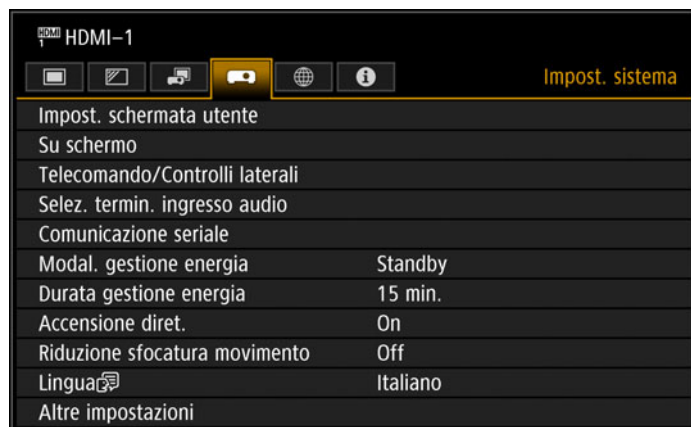 HDMI 1 HDMI-1
Impost. sistema
Impost. schermata utente
Su schermo
Telecomando/Controlli laterali
Selez. termin. ingresso audio
Comunicazione seriale
Modal. gestione energia Standby
Durata gestione energia 15 min.
Accensione diret. On
Riduzione sfocatura movimento Off
Lingua Italiano
Altre impostazioni